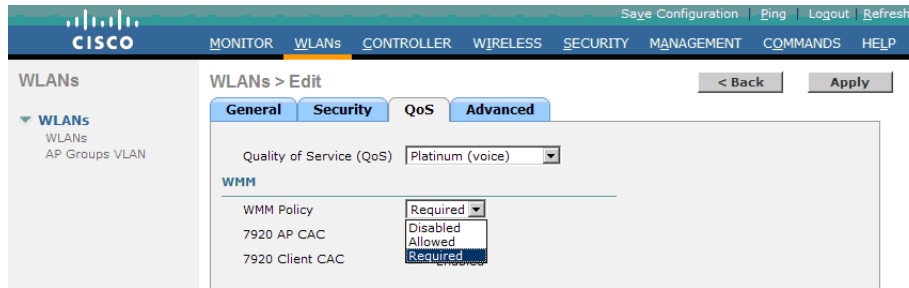 Save Configuration | Ping | Logout | Refresh
CISCO
MONITOR WLANs CONTROLLER WIRELESS SECURITY MANAGEMENT COMMANDS HELP
WLANs
WLANs
WLANs
AP Groups VLAN
WLANs > Edit
< Back
Apply
General Security QoS Advanced
Quality of Service (QoS) Platinum (voice)
WMM
WMM Policy Required
Disabled
Allowed
Required
7920 AP CAC
7920 Client CAC